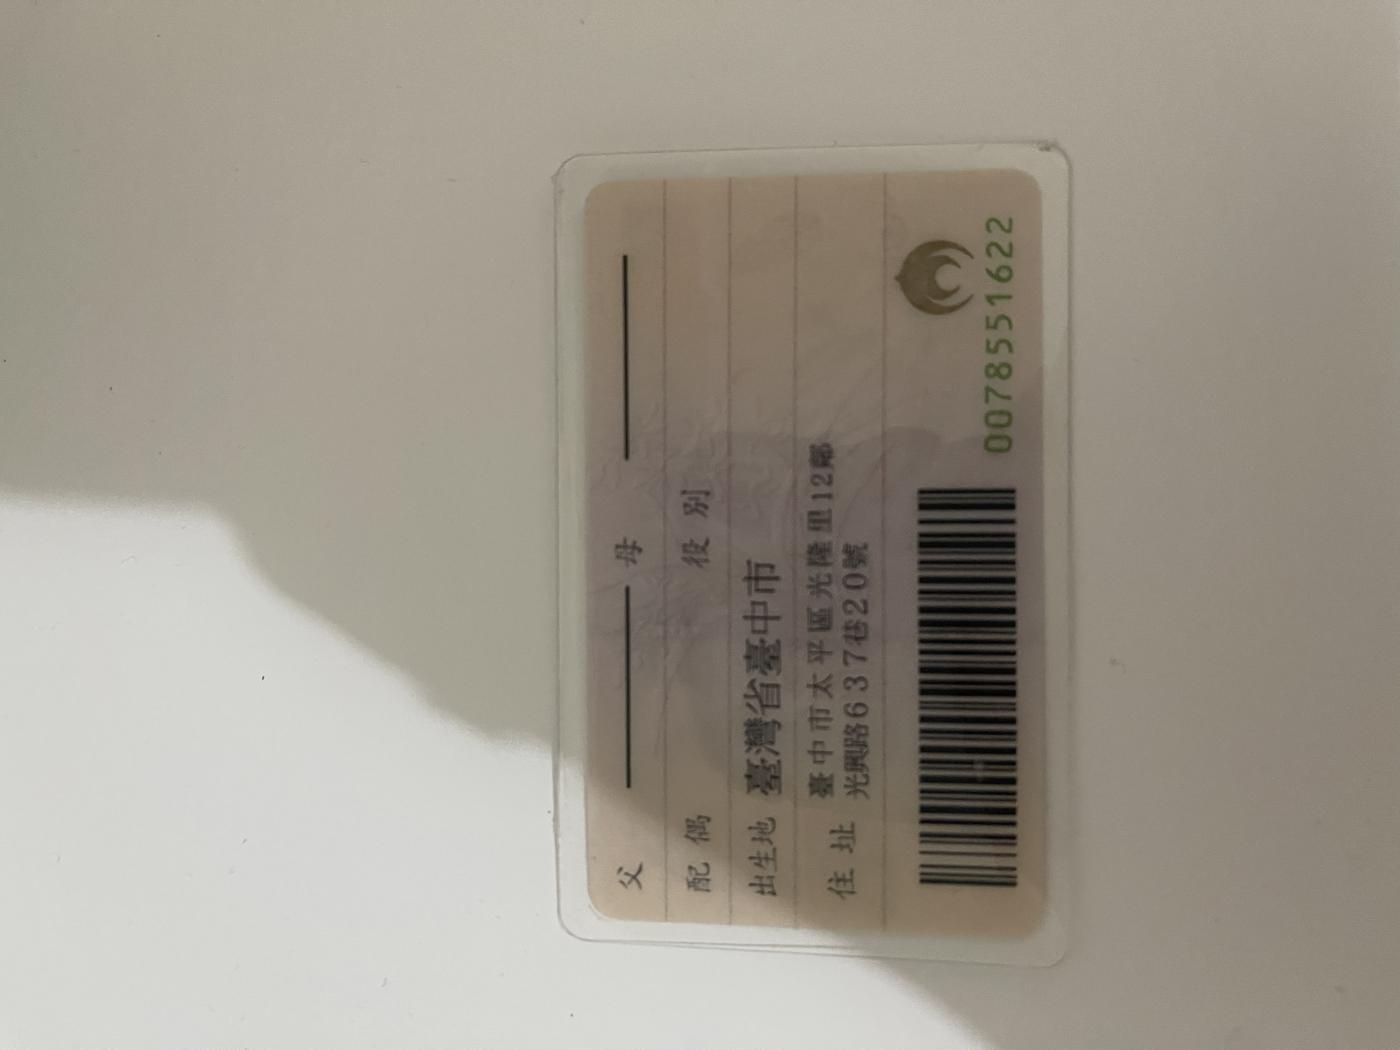 父 母
配偶 役別
出生地 臺灣省臺中市
住址 臺中市太平區光隆里12鄰
光興路637巷20號
0078551622